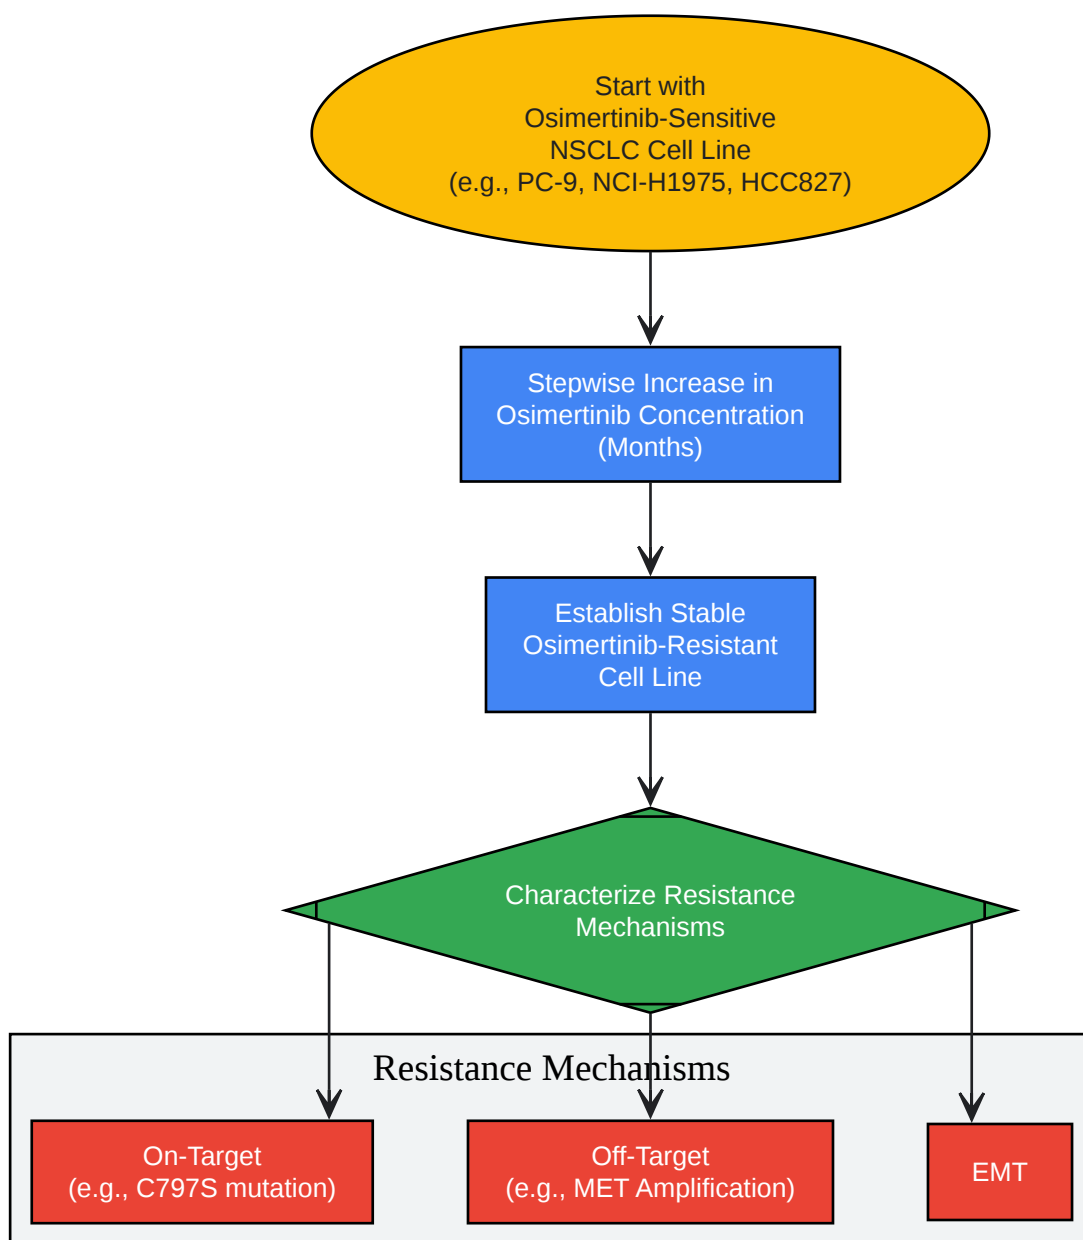 Start with
Osimertinib-Sensitive
NSCLC Cell Line
(e.g., PC-9, NCI-H1975, HCC827)
Stepwise Increase in
Osimertinib Concentration
(Months)
Establish Stable
Osimertinib-Resistant
Cell Line
Characterize Resistance
Mechanisms
Resistance Mechanisms
On-Target
(e.g., C797S mutation)
Off-Target
(e.g., MET Amplification)
EMT